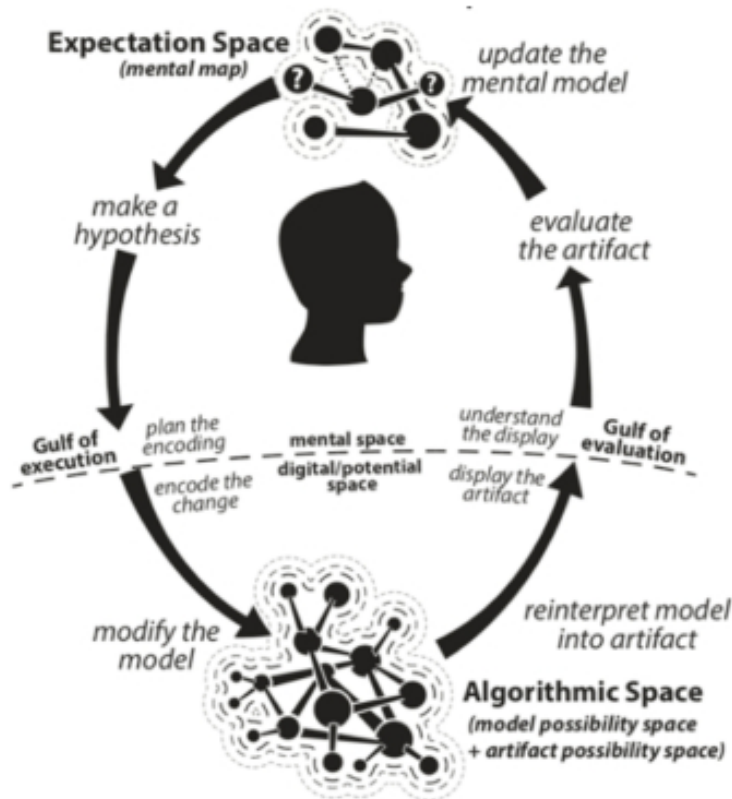 Expectation Space
(mental map)
update the
mental model
?
?
make a
hypothesis
evaluate
the artifact
Gulf of
execution
plan the
encoding
mental space
understand
the display
Gulf of
evaluation
encode the
change
digital/potential
space
display the
artifact
modify the
model
reinterpret model
into artifact
Algorithmic Space
(model possibility space
+ artifact possibility space)